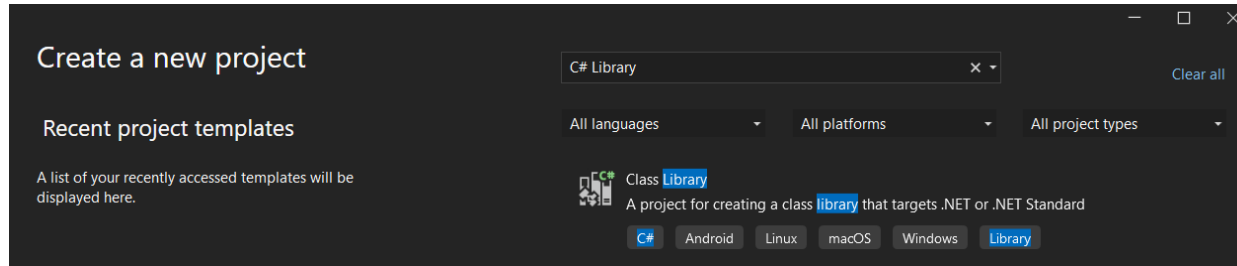 Create a new project
Recent project templates
A list of your recently accessed templates will be
displayed here.
C# Library
Clear all
All languages
All platforms
All project types
C#
Class Library
A project for creating a class library that targets .NET or .NET Standard
C# Android Linux macOS Windows Library